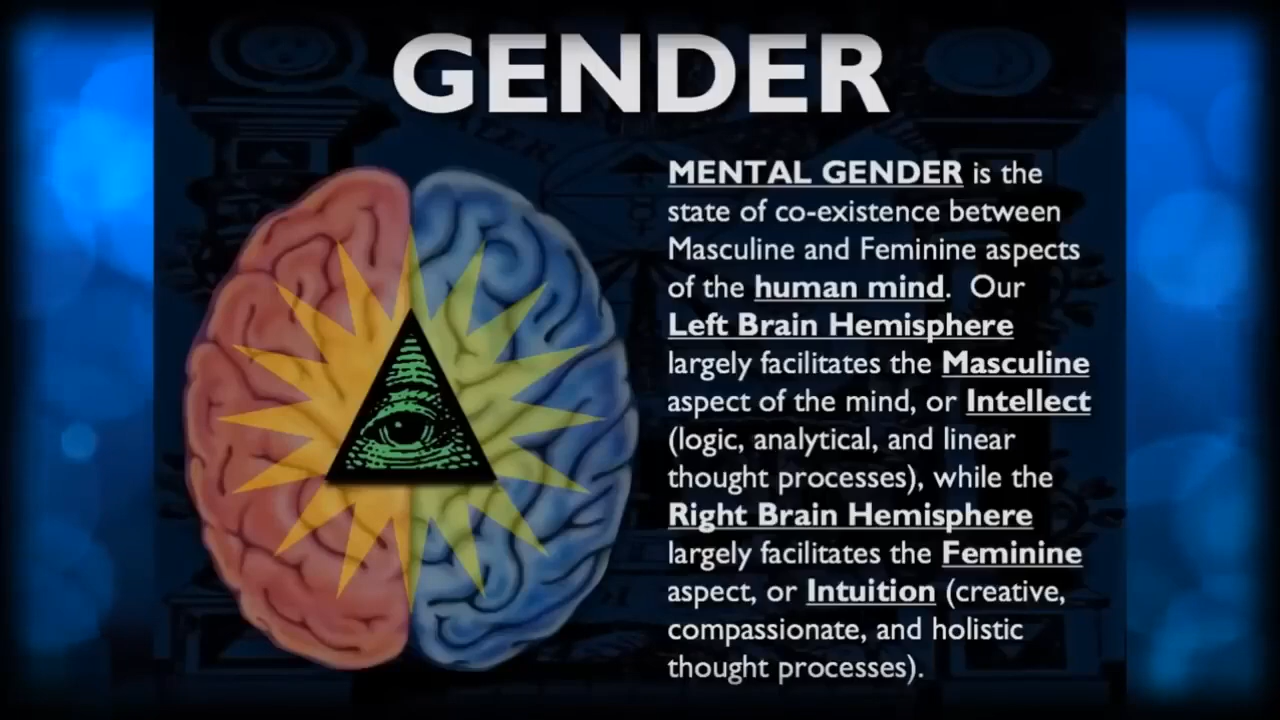 GENDER
MENTAL GENDER is the
state of co-existence between
Masculine and Feminine aspects
of the human mind.  Our
Left Brain Hemisphere
largely facilitates the Masculine
aspect of the mind, or Intellect
(logic, analytical, and linear
thought processes), while the
Right Brain Hemisphere
largely facilitates the Feminine
aspect, or Intuition (creative,
compassionate, and holistic
thought processes).